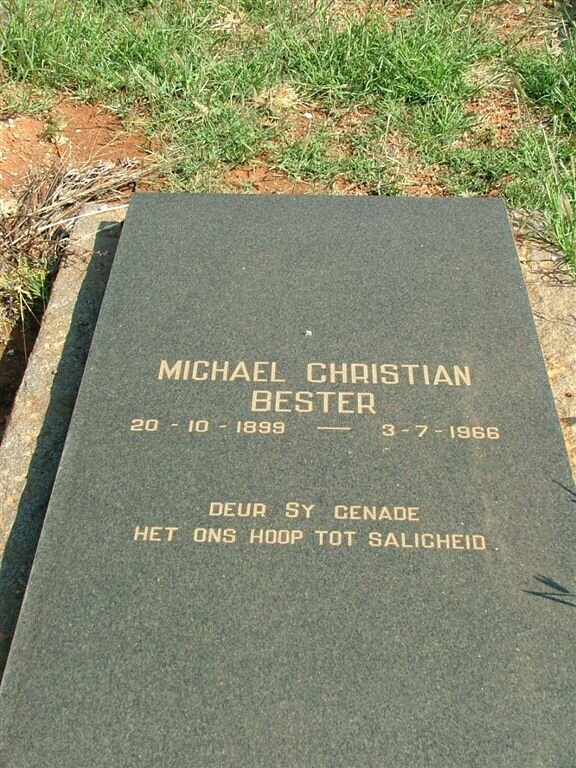 MICHAEL CHRISTIAN
BESTER
20 - 10 - 1899 — 3 - 7 - 1966
DEUR SY GENADE
HET ONS HOOP TOT SALIGHEID